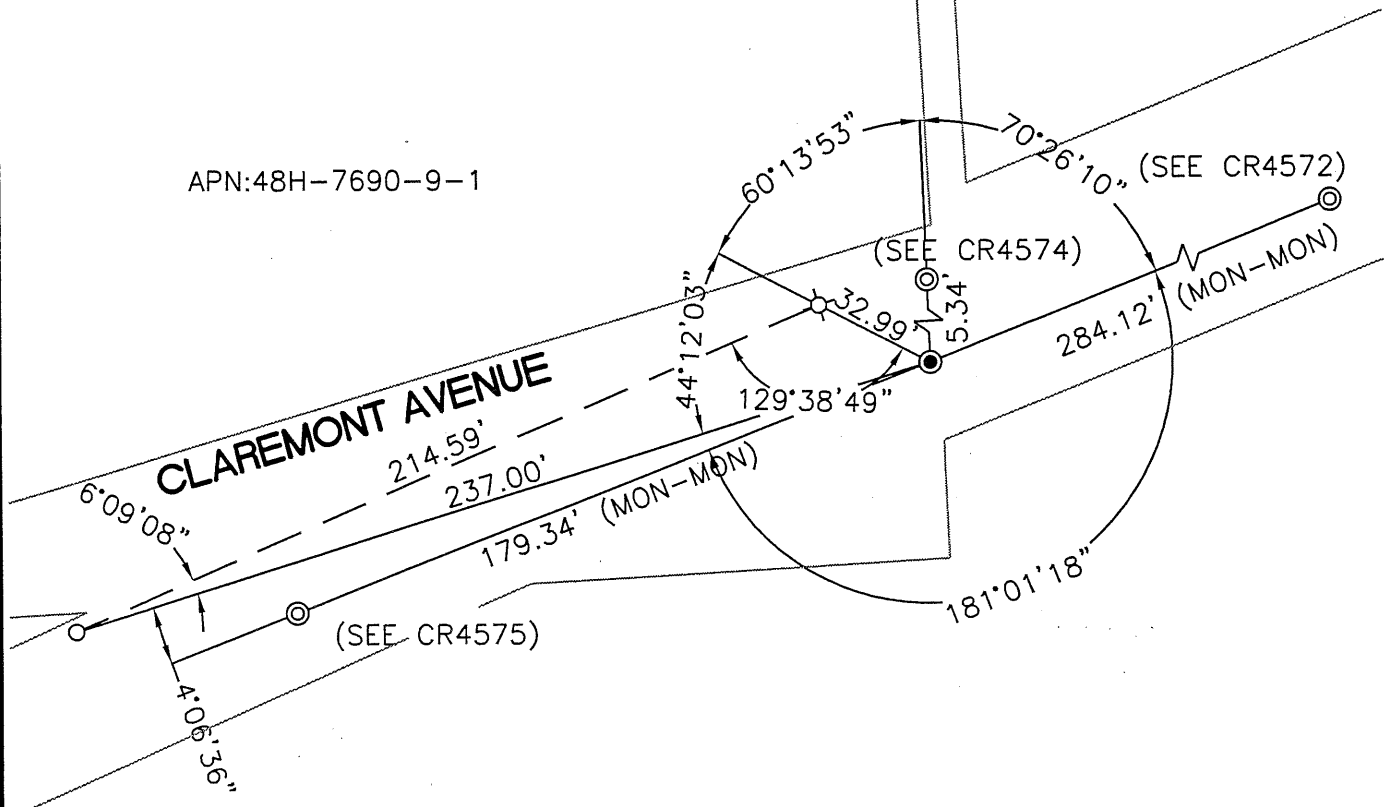 70°26'10"
60°13'53"
(SEE CR4572)
APN:48H-7690-9-1
(SEE CR4574)
44°12'03"
32.99'
5.34'
284.12' (MON-MON)
129°38'49"
CLAREMONT AVENUE
214.59'
237.00'
6°09'08"
179.34' (MON-MON)
181°01'18"
(SEE CR4575)
4°06'36"